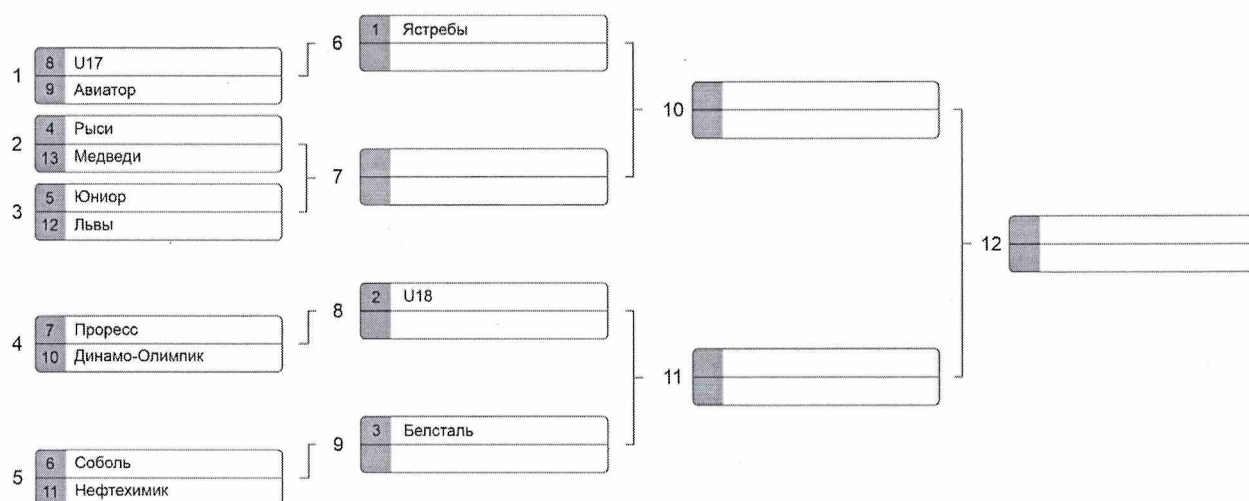 6
1 Ястребы
1
8 U17
9 Авиатор
10
2
4 Рыси
13 Медведи
7
3
5 Юниор
12 Львы
12
8
2 U18
4
7 Проресс
10 Динамо-Олимпик
11
9
3 Белсталь
5
6 Соболь
11 Нефтехимик